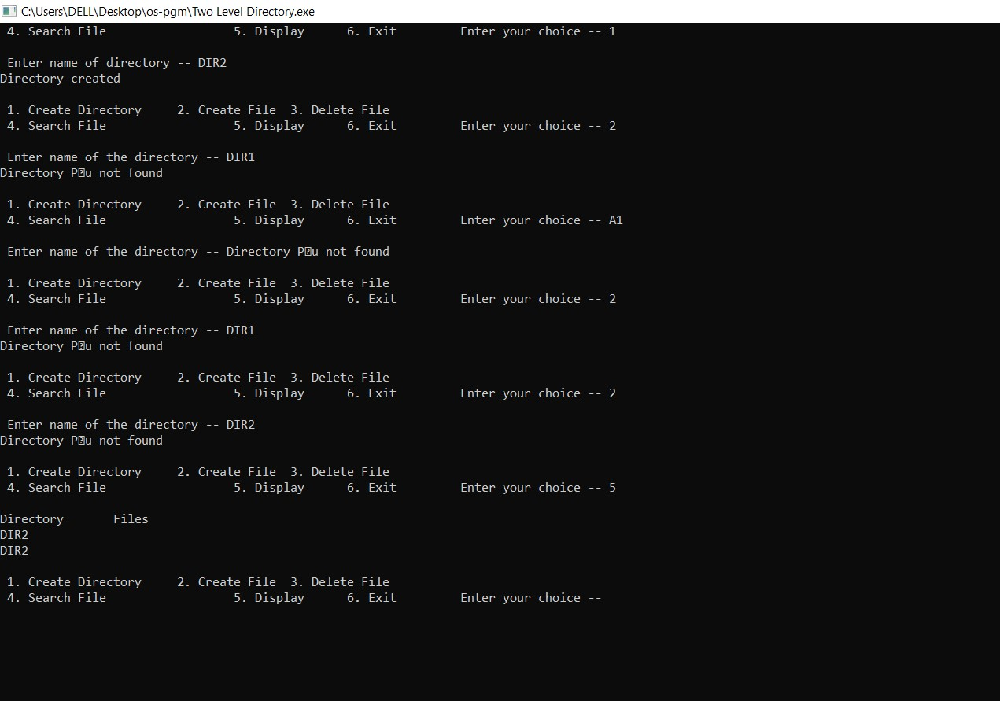 C:\Users\DELL\Desktop\os-pgm\Two Level Directory.exe
4. Search File 5. Display 6. Exit Enter your choice -- 1
Enter name of directory -- DIR2
Directory created
1. Create Directory 2. Create File 3. Delete File
4. Search File 5. Display 6. Exit Enter your choice -- 2
Enter name of the directory -- DIR1
Directory P�u not found
1. Create Directory 2. Create File 3. Delete File
4. Search File 5. Display 6. Exit Enter your choice -- A1
Enter name of the directory -- Directory P�u not found
1. Create Directory 2. Create File 3. Delete File
4. Search File 5. Display 6. Exit Enter your choice -- 2
Enter name of the directory -- DIR1
Directory P�u not found
1. Create Directory 2. Create File 3. Delete File
4. Search File 5. Display 6. Exit Enter your choice -- 2
Enter name of the directory -- DIR2
Directory P�u not found
1. Create Directory 2. Create File 3. Delete File
4. Search File 5. Display 6. Exit Enter your choice -- 5
Directory Files
DIR2
DIR2
1. Create Directory 2. Create File 3. Delete File
4. Search File 5. Display 6. Exit Enter your choice --